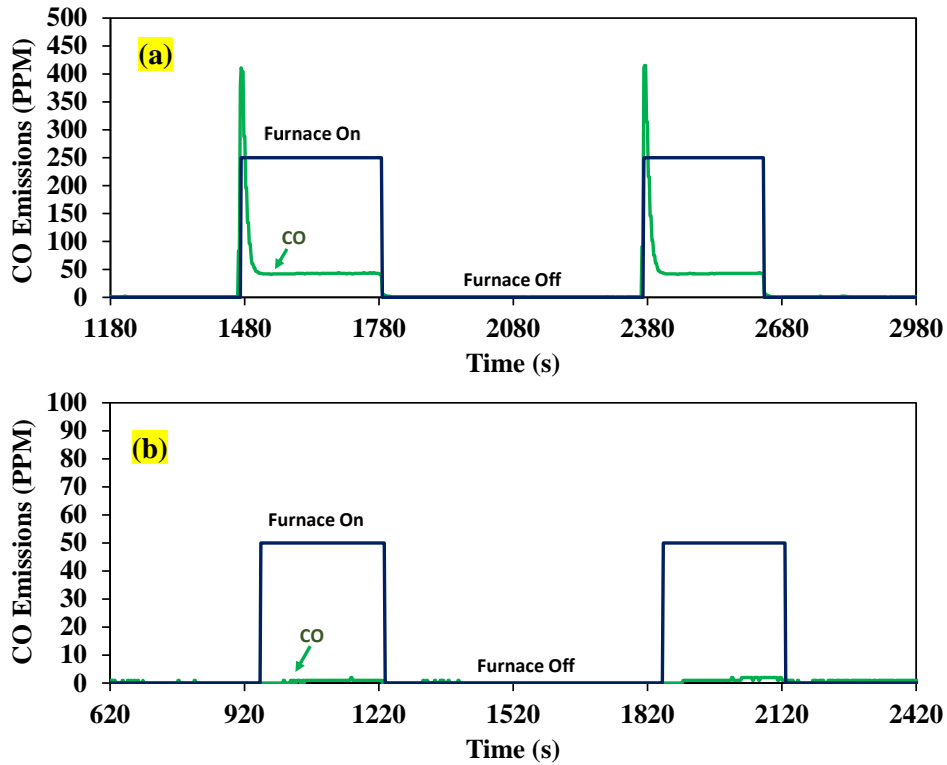 500
450
400
350
300
250
200
150
100
50
0
CO Emissions (PPM)
(a)
Furnace On
CO
Furnace Off
1180 1480 1780 2080 2380 2680 2980
Time (s)
100
90
80
70
60
50
40
30
20
10
0
CO Emissions (PPM)
(b)
Furnace On
CO
Furnace Off
620 920 1220 1520 1820 2120 2420
Time (s)